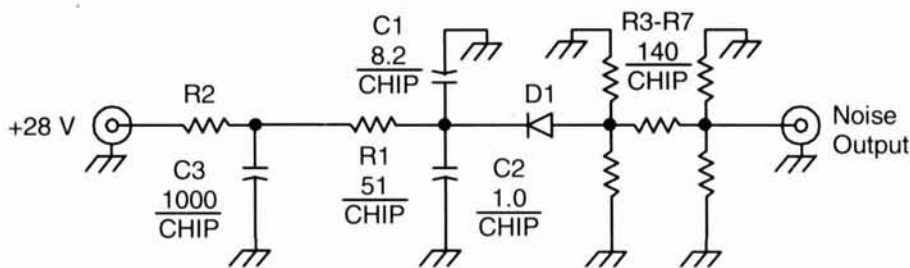 C1
8.2
CHIP
R3-R7
140
CHIP
R2
D1
+28 V
Noise
Output
C3
1000
CHIP
R1
51
CHIP
C2
1.0
CHIP